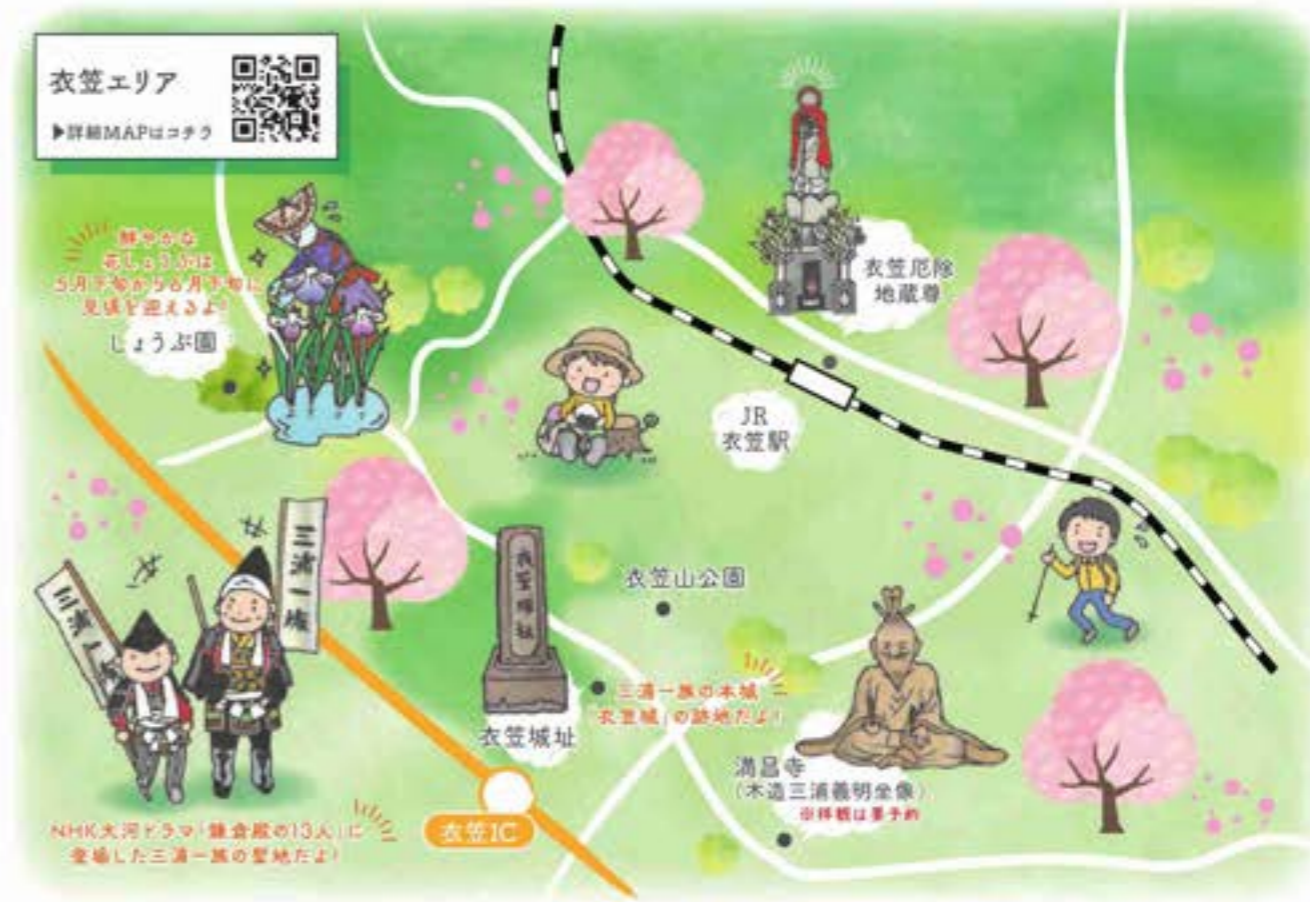 衣笠エリア
▶詳細MAPはコチラ
鮮やかな
花しょうぶは
5月下旬から6月下旬に
見頃を迎えるよ!
しょうぶ園
衣笠厄除
地蔵尊
JR
衣笠駅
三浦一族
三浦一族
衣笠城址
衣笠山公園
三浦一族の本城
「衣笠城」の跡地だよ!
衣笠城址
満昌寺
(木造三浦義明坐像)
※拝観は要予約
衣笠IC
NHK大河ドラマ「鎌倉殿の13人」に
登場した三浦一族の聖地だよ!